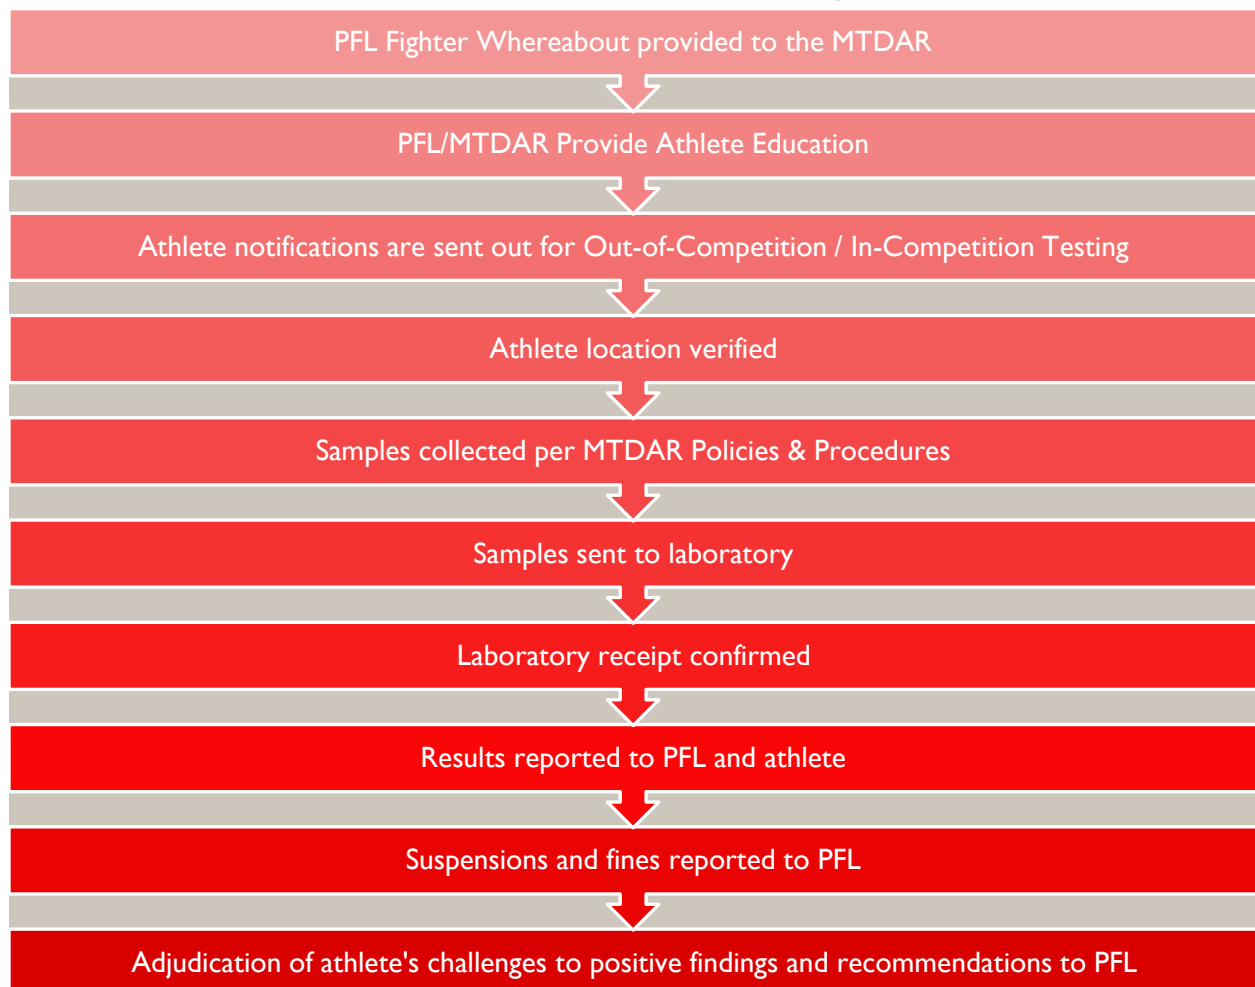 PFL Fighter Whereabout provided to the MTDAR
PFL/MTDAR Provide Athlete Education
Athlete notifications are sent out for Out-of-Competition / In-Competition Testing
Athlete location verified
Samples collected per MTDAR Policies & Procedures
Samples sent to laboratory
Laboratory receipt confirmed
Results reported to PFL and athlete
Suspensions and fines reported to PFL
Adjudication of athlete's challenges to positive findings and recommendations to PFL